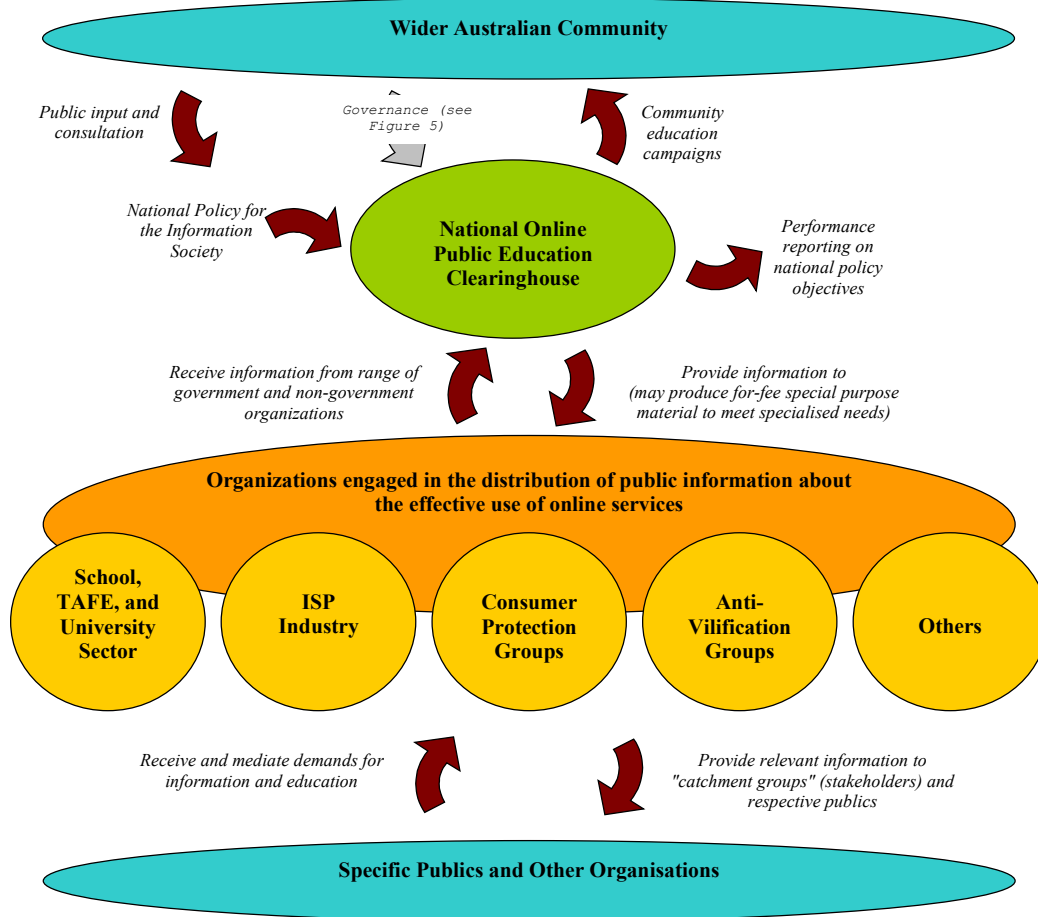 Wider Australian Community
Public input and
consultation
Governance (see
Figure 5)
Community
education
campaigns
National Policy for
the Information
Society
National Online
Public Education
Clearinghouse
Performance
reporting on
national policy
objectives
Receive information from range of
government and non-government
organizations
Provide information to
(may produce for-fee special purpose
material to meet specialised needs)
Organizations engaged in the distribution of public information about
the effective use of online services
School,
TAFE, and
University
Sector
ISP
Industry
Consumer
Protection
Groups
Anti-
Vilification
Groups
Others
Receive and mediate demands for
information and education
Provide relevant information to
"catchment groups" (stakeholders) and
respective publics
Specific Publics and Other Organisations